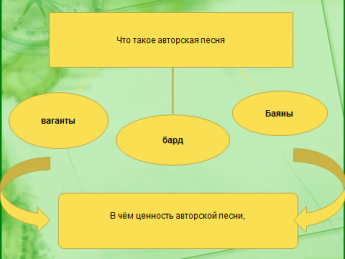 Что такое авторская песня
ваганты
бард
Баяны
В чём ценность авторской песни,